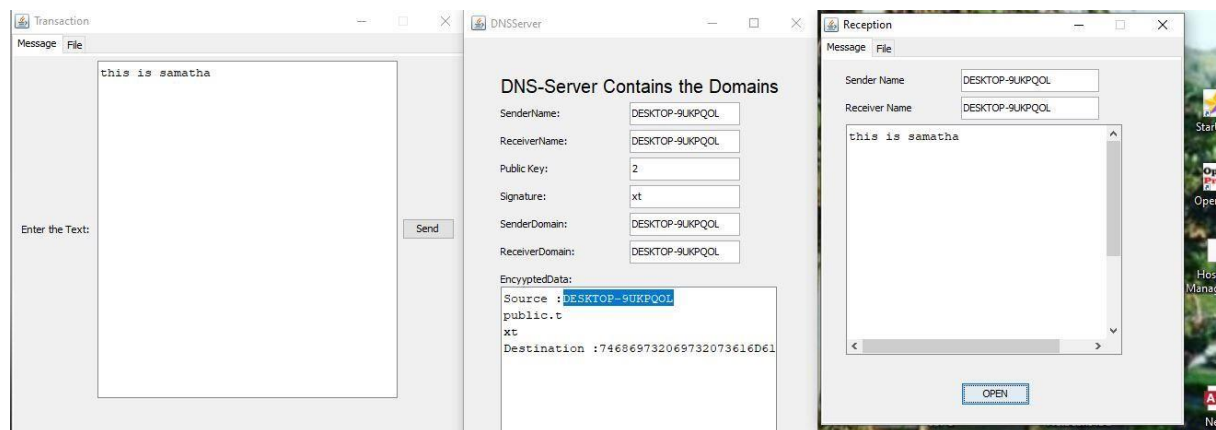 Transaction
Message File
this is samatha
Enter the Text:
Send
DNSServer
DNS-Server Contains the Domains
SenderName: DESKTOP-9UKPQOL
ReceiverName: DESKTOP-9UKPQOL
Public Key: 2
Signature: xt
SenderDomain: DESKTOP-9UKPQOL
ReceiverDomain: DESKTOP-9UKPQOL
EncyyptedData:
Source :DESKTOP-9UKPQOL
public.t
xt
Destination :746869732069732073616D61
Reception
Message File
Sender Name DESKTOP-9UKPQOL
Receiver Name DESKTOP-9UKPQOL
this is samatha
OPEN